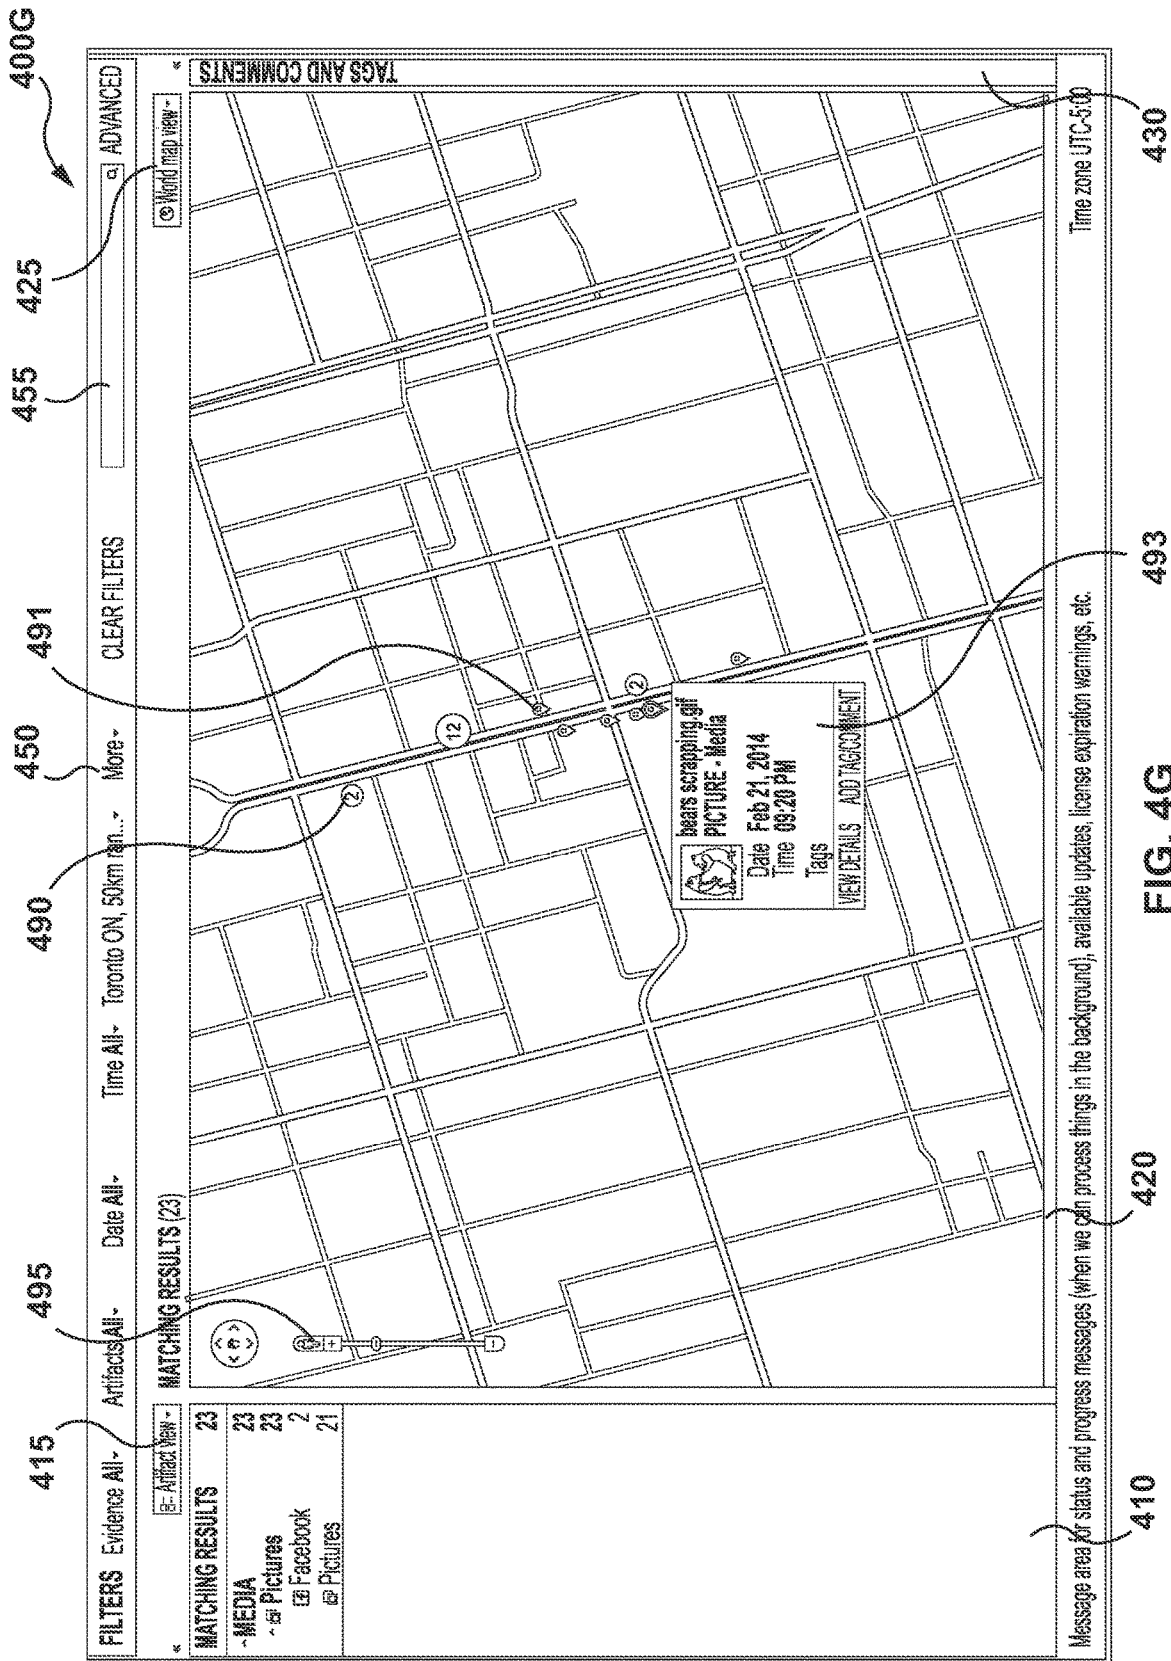 400G
415
495
490
450
491
455
425
FILTERS Evidence All Artifacts All Date All Time All Toronto ON, 50km ran... More CLEAR FILTERS ADVANCED
« Artifact view World map view «
MATCHING RESULTS 23
MATCHING RESULTS (23)
TAGS AND COMMENTS
MEDIA 23
Pictures 23
Facebook 2
Pictures 21
+
-
2
12
2
bears scrapping.gif
PICTURE - Media
Date Feb 21, 2014
Time 09:20 PM
Tags
VIEW DETAILS ADD TAG/COMMENT
Message area for status and progress messages (when we can process things in the background), available updates, license expiration warnings, etc. Time zone UTC-5:00
410
420
493
430
FIG. 4G